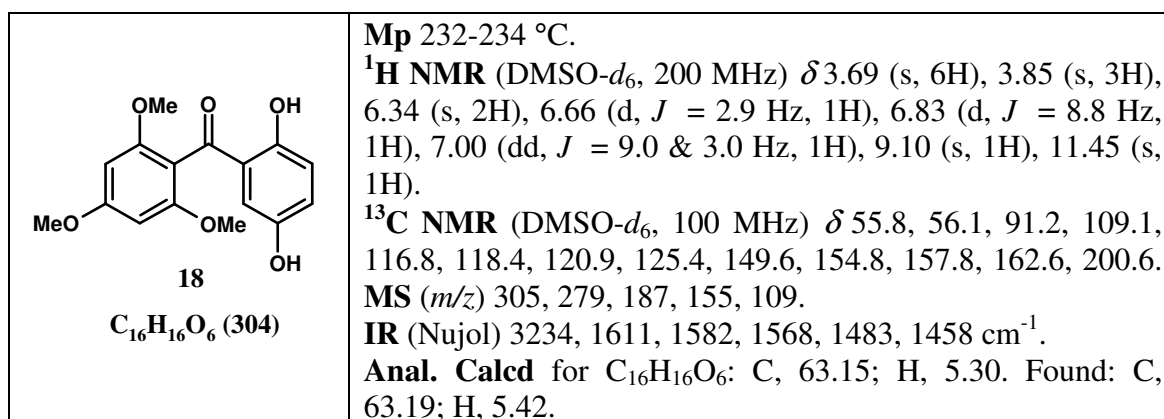 MeO
O
OH
MeO
OMe
OH
18
C₁₆H₁₆O₆ (304)
Mp 232-234 °C.
¹H NMR (DMSO-d₆, 200 MHz) δ 3.69 (s, 6H), 3.85 (s, 3H),
6.34 (s, 2H), 6.66 (d, J = 2.9 Hz, 1H), 6.83 (d, J = 8.8 Hz,
1H), 7.00 (dd, J = 9.0 & 3.0 Hz, 1H), 9.10 (s, 1H), 11.45 (s,
1H).
¹³C NMR (DMSO-d₆, 100 MHz) δ 55.8, 56.1, 91.2, 109.1,
116.8, 118.4, 120.9, 125.4, 149.6, 154.8, 157.8, 162.6, 200.6.
MS (m/z) 305, 279, 187, 155, 109.
IR (Nujol) 3234, 1611, 1582, 1568, 1483, 1458 cm⁻¹.
Anal. Calcd for C₁₆H₁₆O₆: C, 63.15; H, 5.30. Found: C,
63.19; H, 5.42.